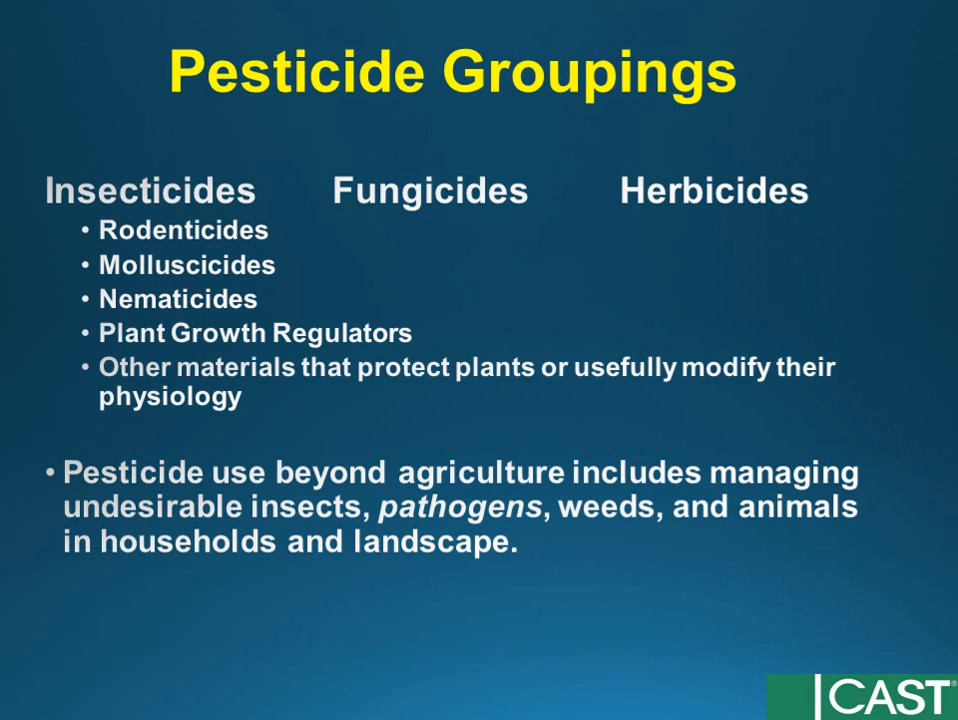 Pesticide Groupings
Insecticides Fungicides Herbicides
• Rodenticides
• Molluscicides
• Nematicides
• Plant Growth Regulators
• Other materials that protect plants or usefully modify their
physiology
• Pesticide use beyond agriculture includes managing
undesirable insects, pathogens, weeds, and animals
in households and landscape.
CAST®